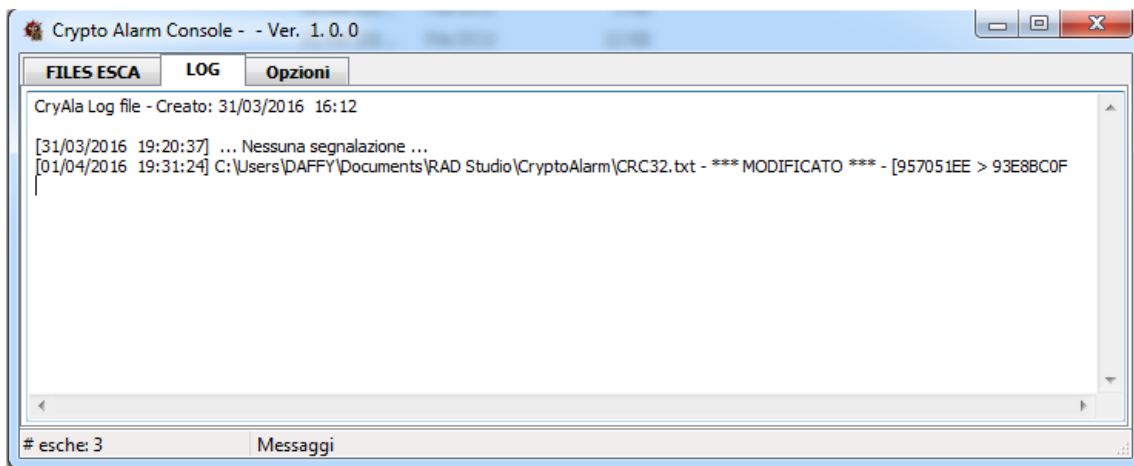 Crypto Alarm Console - - Ver. 1. 0. 0
FILES ESCA LOG Opzioni
CryAla Log file - Creato: 31/03/2016 16:12
[31/03/2016 19:20:37] ... Nessuna segnalazione ...
[01/04/2016 19:31:24] C:\Users\DAFFY\Documents\RAD Studio\CryptoAlarm\CRC32.txt - *** MODIFICATO *** - [957051EE > 93E8BC0F
# esche: 3 Messaggi